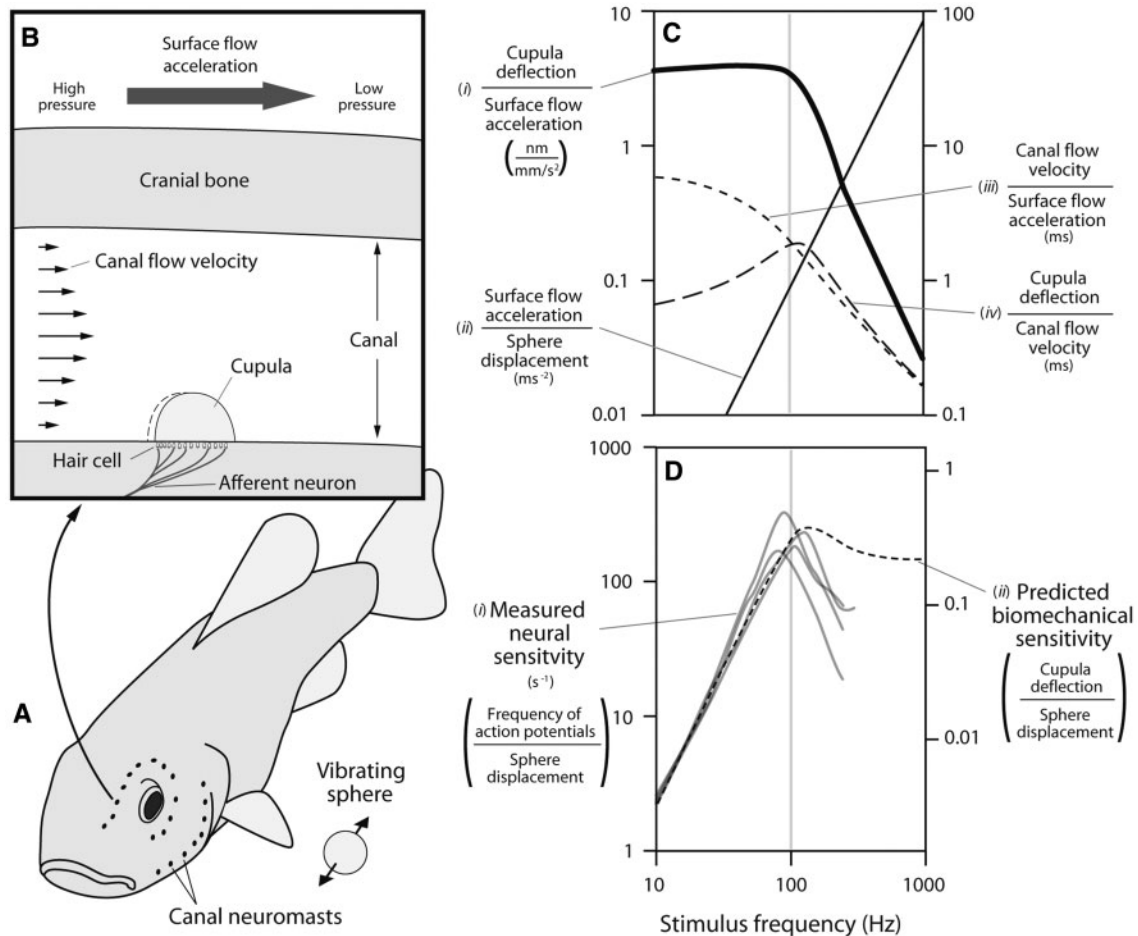 B
Surface flow
acceleration
High
pressure
Low
pressure
Cranial bone
Canal flow velocity
Canal
Cupula
Hair cell
Afferent neuron
A
Vibrating
sphere
Canal neuromasts
C
10
1
0.1
0.01
100
10
1
0.1
(i) Cupula
deflection
Surface flow
acceleration
(nm
mm/s²)
(ii) Surface flow
acceleration
Sphere
displacement
(ms⁻²)
(iii) Canal flow
velocity
Surface flow
acceleration
(ms)
(iv) Cupula
deflection
Canal flow
velocity
(ms)
D
1000
100
10
1
1
0.1
0.01
(i) Measured
neural
sensitvity
(s⁻¹)
(Frequency of
action potentials
Sphere
displacement)
(ii) Predicted
biomechanical
sensitivity
(Cupula
deflection
Sphere
displacement)
10 100 1000
Stimulus frequency (Hz)